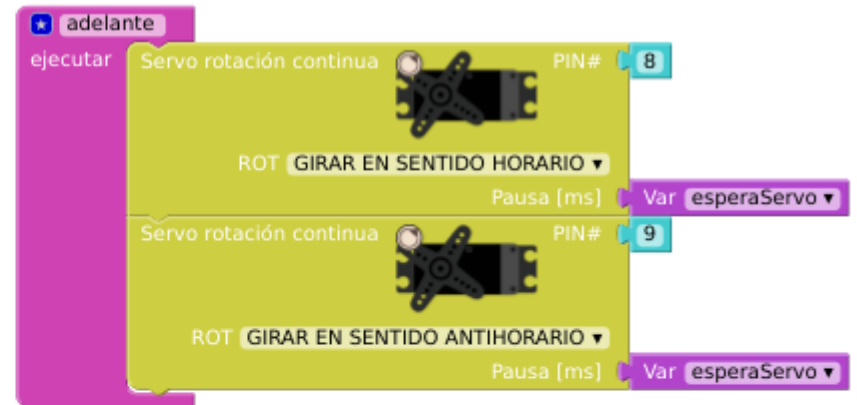 adelante
ejecutar Servo rotación continua PIN# 8
ROT GIRAR EN SENTIDO HORARIO
Pausa [ms] Var esperaServo
Servo rotación continua PIN# 9
ROT GIRAR EN SENTIDO ANTIHORARIO
Pausa [ms] Var esperaServo